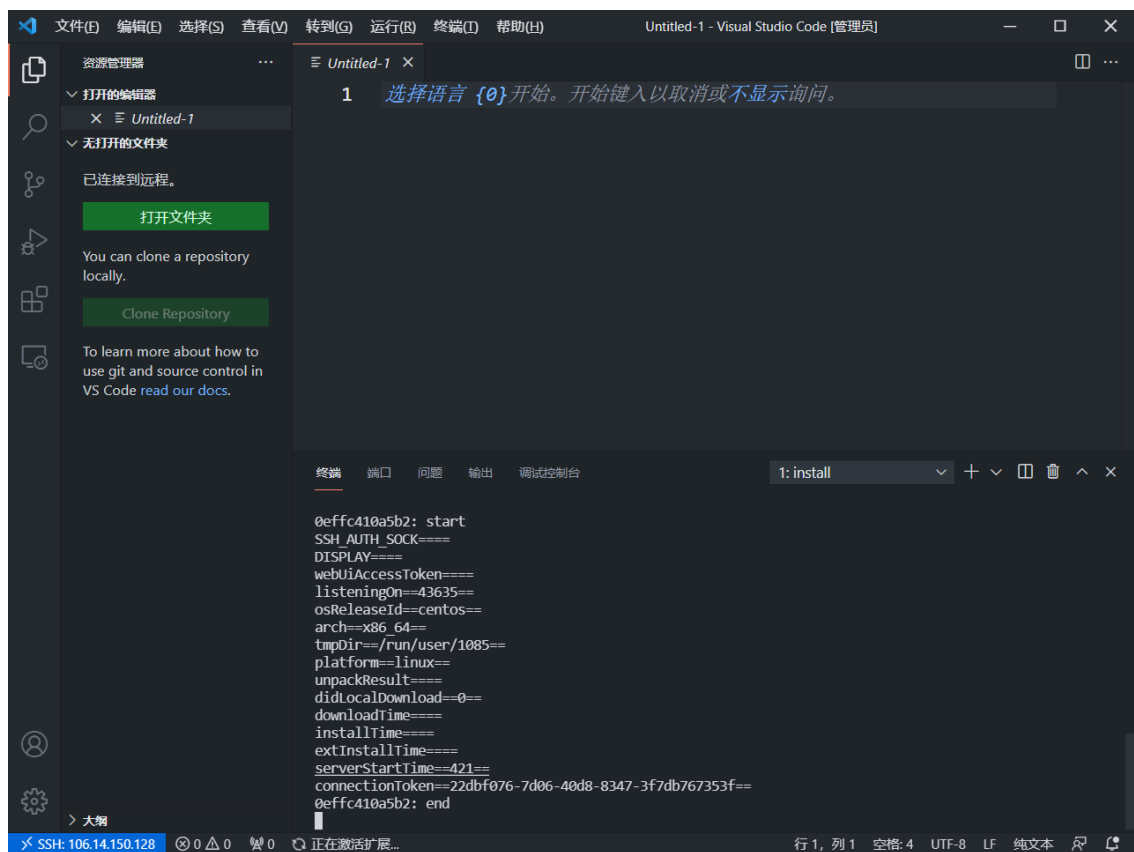 文件(F) 编辑(E) 选择(S) 查看(V) 转到(G) 运行(R) 终端(T) 帮助(H) Untitled-1 - Visual Studio Code [管理员]
资源管理器
打开的编辑器
Untitled-1
无打开的文件夹
已连接到远程。
打开文件夹
You can clone a repository
locally.
Clone Repository
To learn more about how to
use git and source control in
VS Code read our docs.
大纲
Untitled-1
1 选择语言 {0}开始。开始键入以取消或不显示询问。
终端 端口 问题 输出 调试控制台 1: install
0effc410a5b2: start
SSH_AUTH_SOCK====
DISPLAY====
webUiAccessToken====
listeningOn==43635==
osReleaseId==centos==
arch==x86_64==
tmpDir==/run/user/1085==
platform==linux==
unpackResult====
didLocalDownload==0==
downloadTime====
installTime====
extInstallTime====
serverStartTime==421==
connectionToken==22dbf076-7d06-40d8-8347-3f7db767353f==
0effc410a5b2: end
SSH: 106.14.150.128 0 0 0 正在激活扩展... 行 1，列 1 空格: 4 UTF-8 LF 纯文本